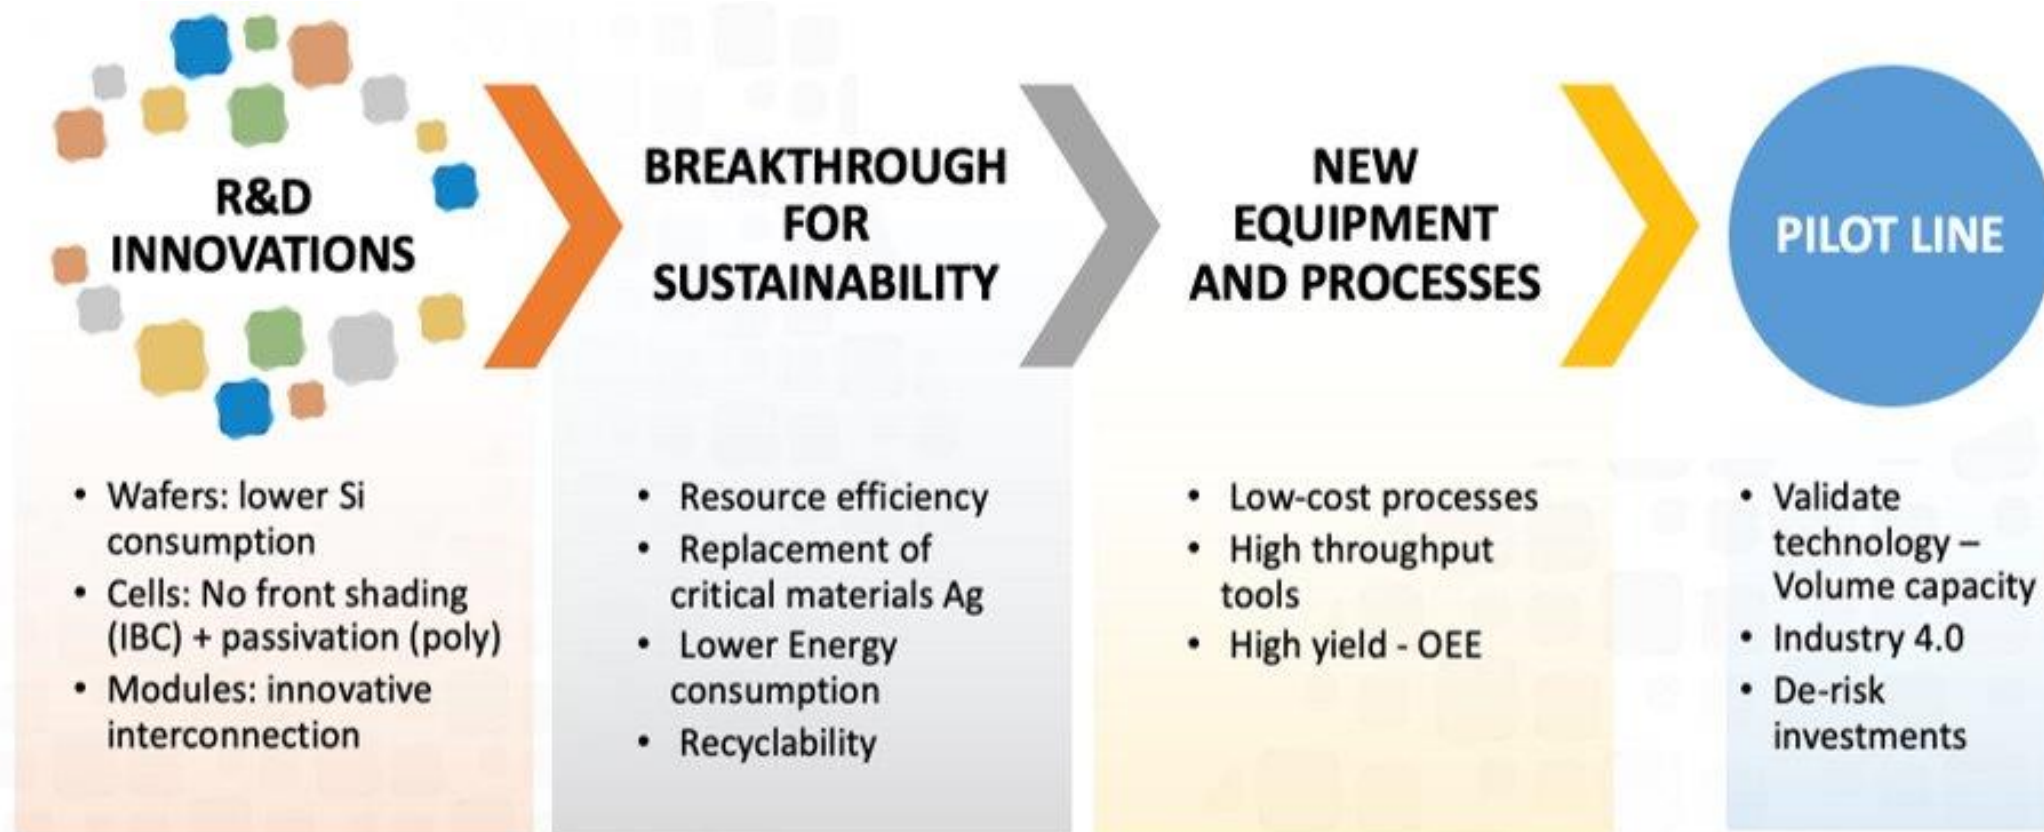 R&D
INNOVATIONS
• Wafers: lower Si
consumption
• Cells: No front shading
(IBC) + passivation (poly)
• Modules: innovative
interconnection
BREAKTHROUGH
FOR
SUSTAINABILITY
• Resource efficiency
• Replacement of
critical materials Ag
• Lower Energy
consumption
• Recyclability
NEW
EQUIPMENT
AND PROCESSES
• Low-cost processes
• High throughput
tools
• High yield - OEE
PILOT LINE
• Validate
technology –
Volume capacity
• Industry 4.0
• De-risk
investments